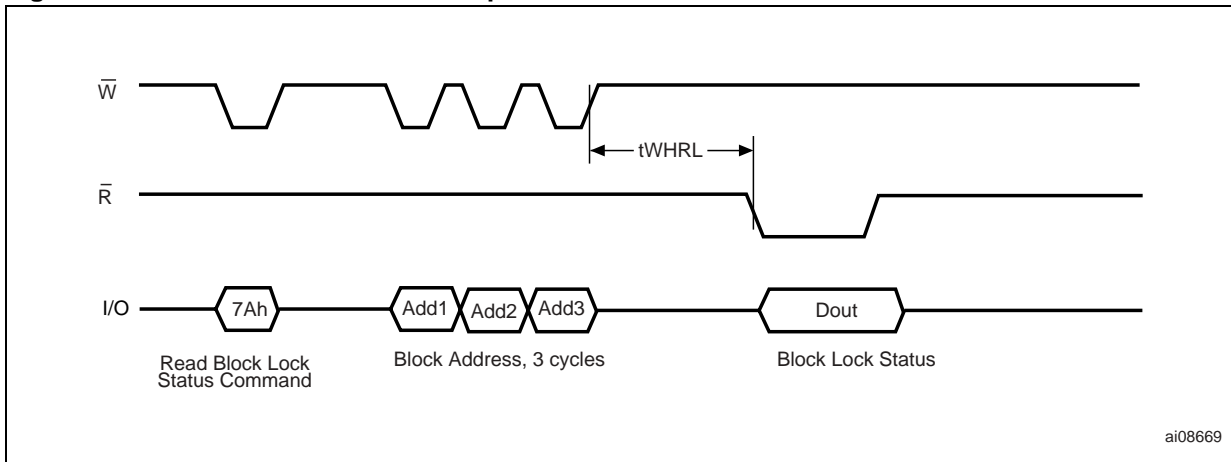 W̅
tWHRL
R̅
I/O
7Ah
Add1
Add2
Add3
Dout
Read Block Lock
Status Command
Block Address, 3 cycles
Block Lock Status
ai08669